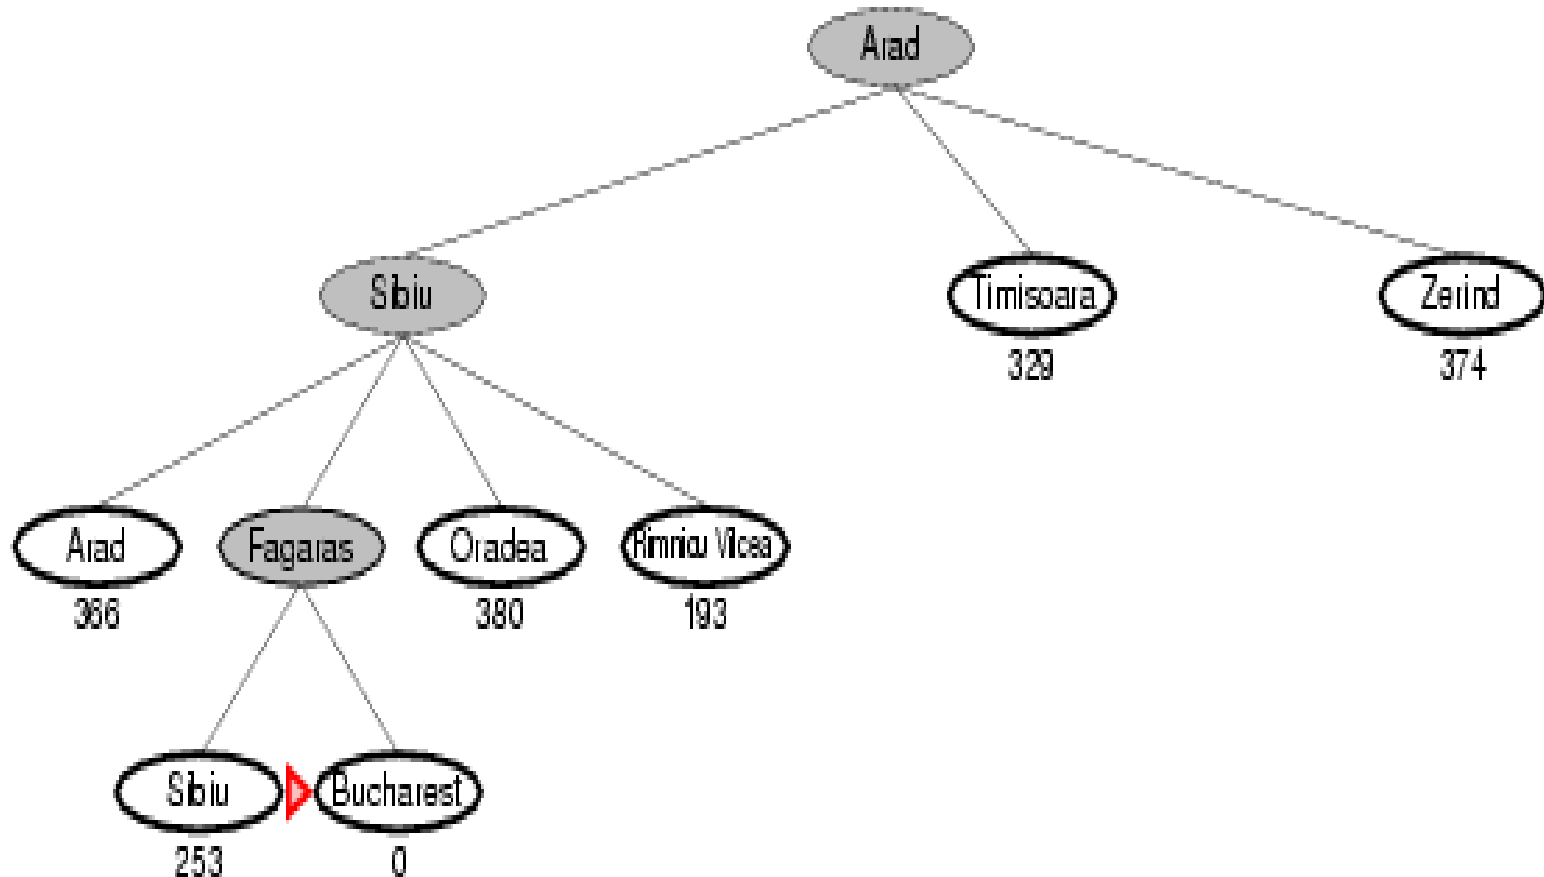 Arad
Sibiu Timisoara Zerind
329 374
Arad Fagaras Oradea Rimnicu Vilcea
366 380 193
Sibiu Bucharest
253 0